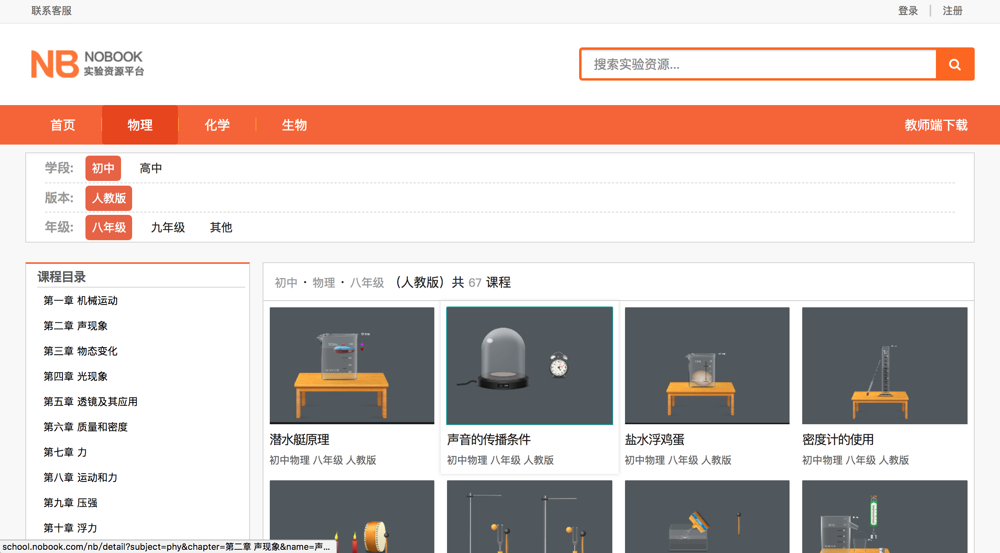 联系客服
登录
注册
NB NOBOOK
实验资源平台
搜索实验资源...
首页
物理
化学
生物
教师端下载
学段:
初中
高中
版本:
人教版
年级:
八年级
九年级
其他
课程目录
第一章 机械运动
第二章 声现象
第三章 物态变化
第四章 光现象
第五章 透镜及其应用
第六章 质量和密度
第七章 力
第八章 运动和力
第九章 压强
第十章 浮力
初中 · 物理 · 八年级 （人教版）共 67 课程
100mL
NOBOOK
潜水艇原理
初中物理 八年级 人教版
声音的传播条件
初中物理 八年级 人教版
盐水浮鸡蛋
初中物理 八年级 人教版
密度计的使用
初中物理 八年级 人教版
school.nobook.com/nb/detail?subject=phy&chapter=第二章 声现象&name=声...